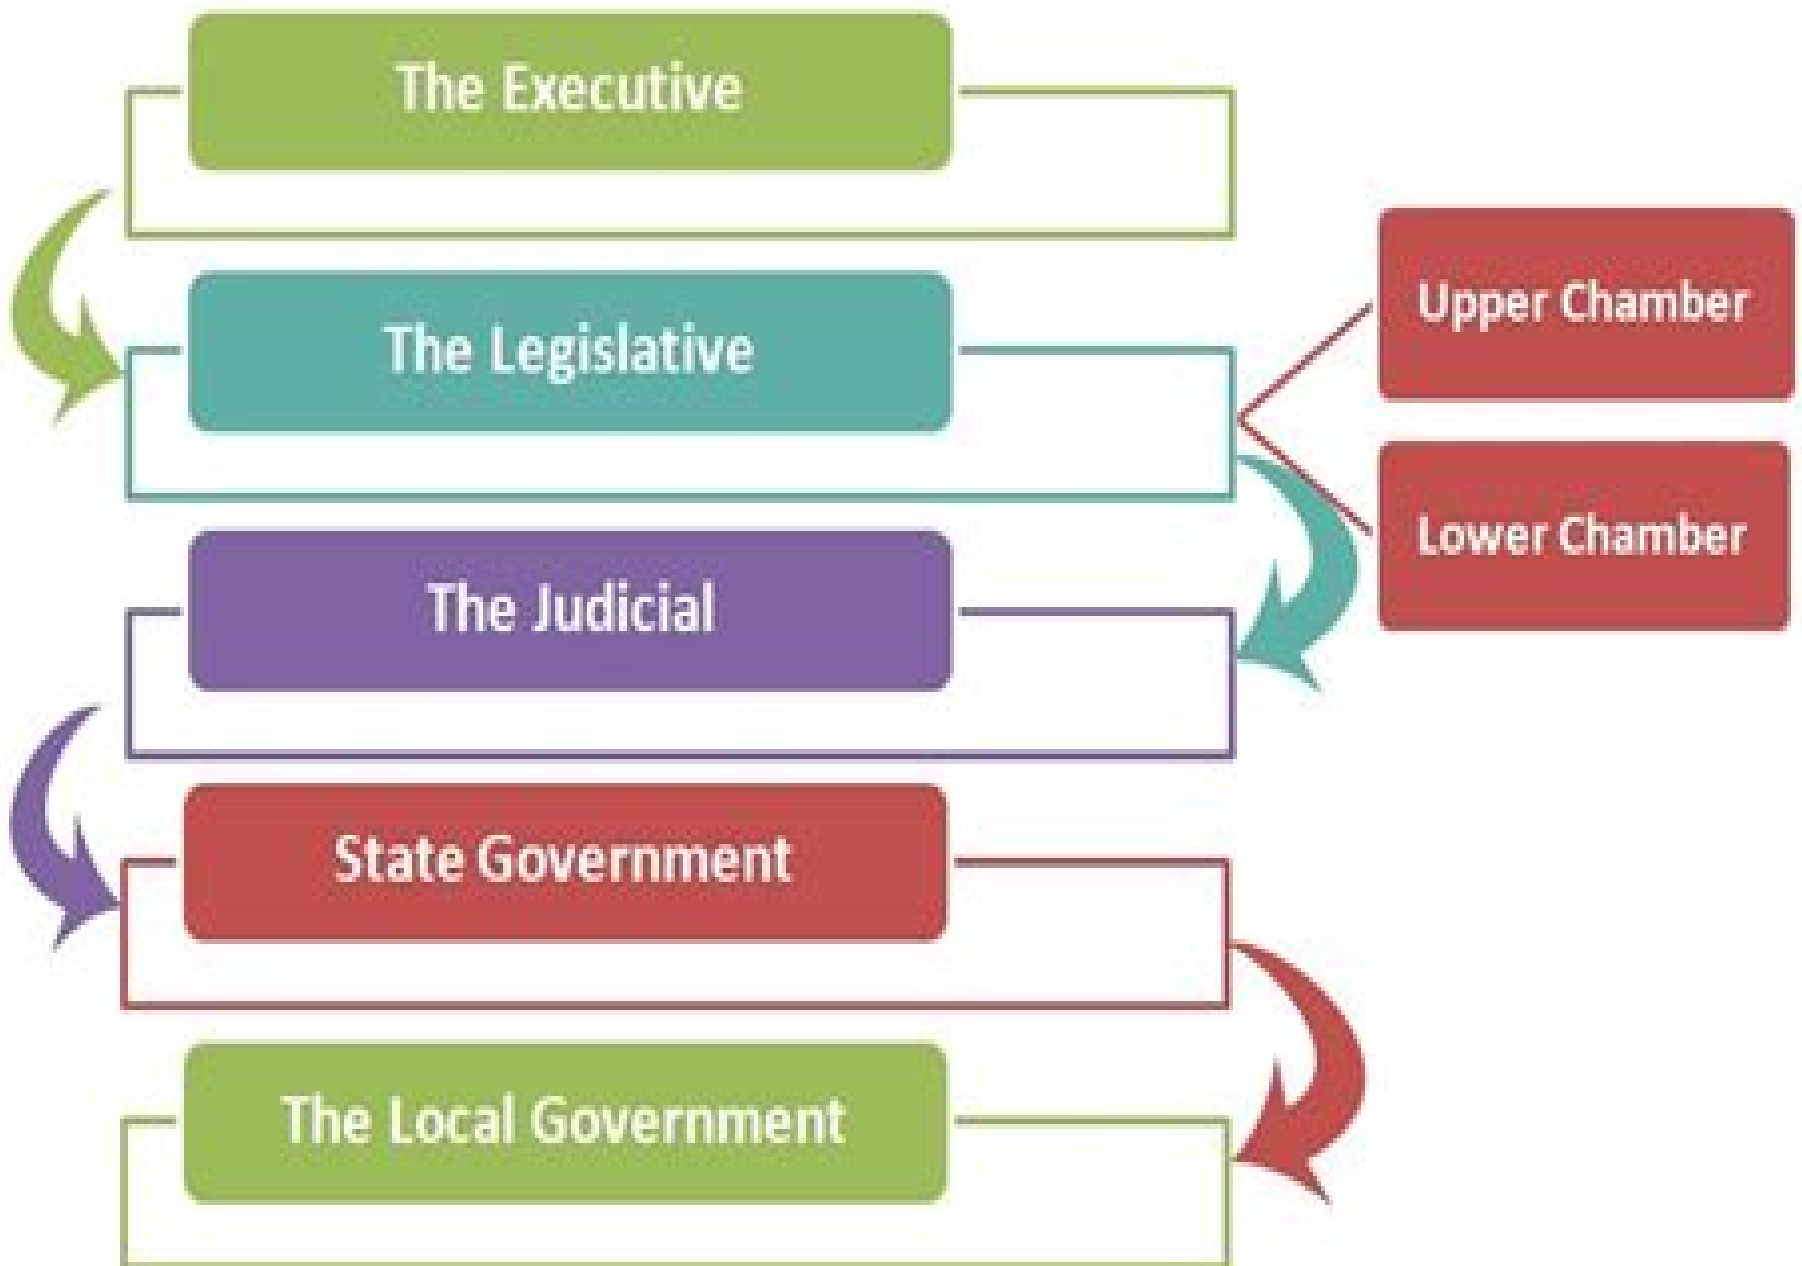 The Executive
The Legislative
Upper Chamber
Lower Chamber
The Judicial
State Government
The Local Government